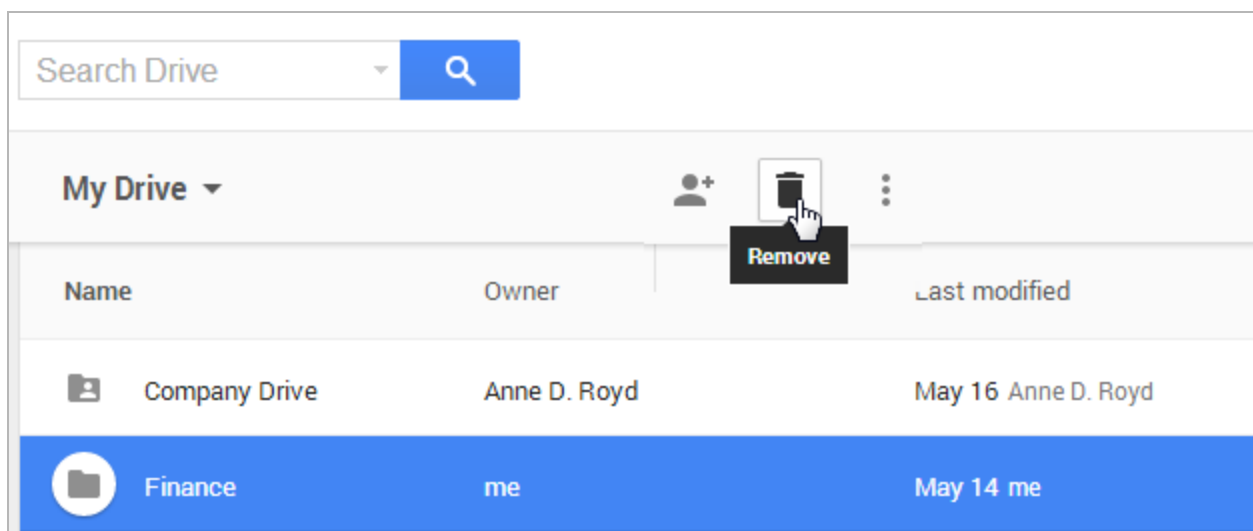 Search Drive
My Drive
Remove
Name Owner Last modified
Company Drive Anne D. Royd May 16 Anne D. Royd
Finance me May 14 me